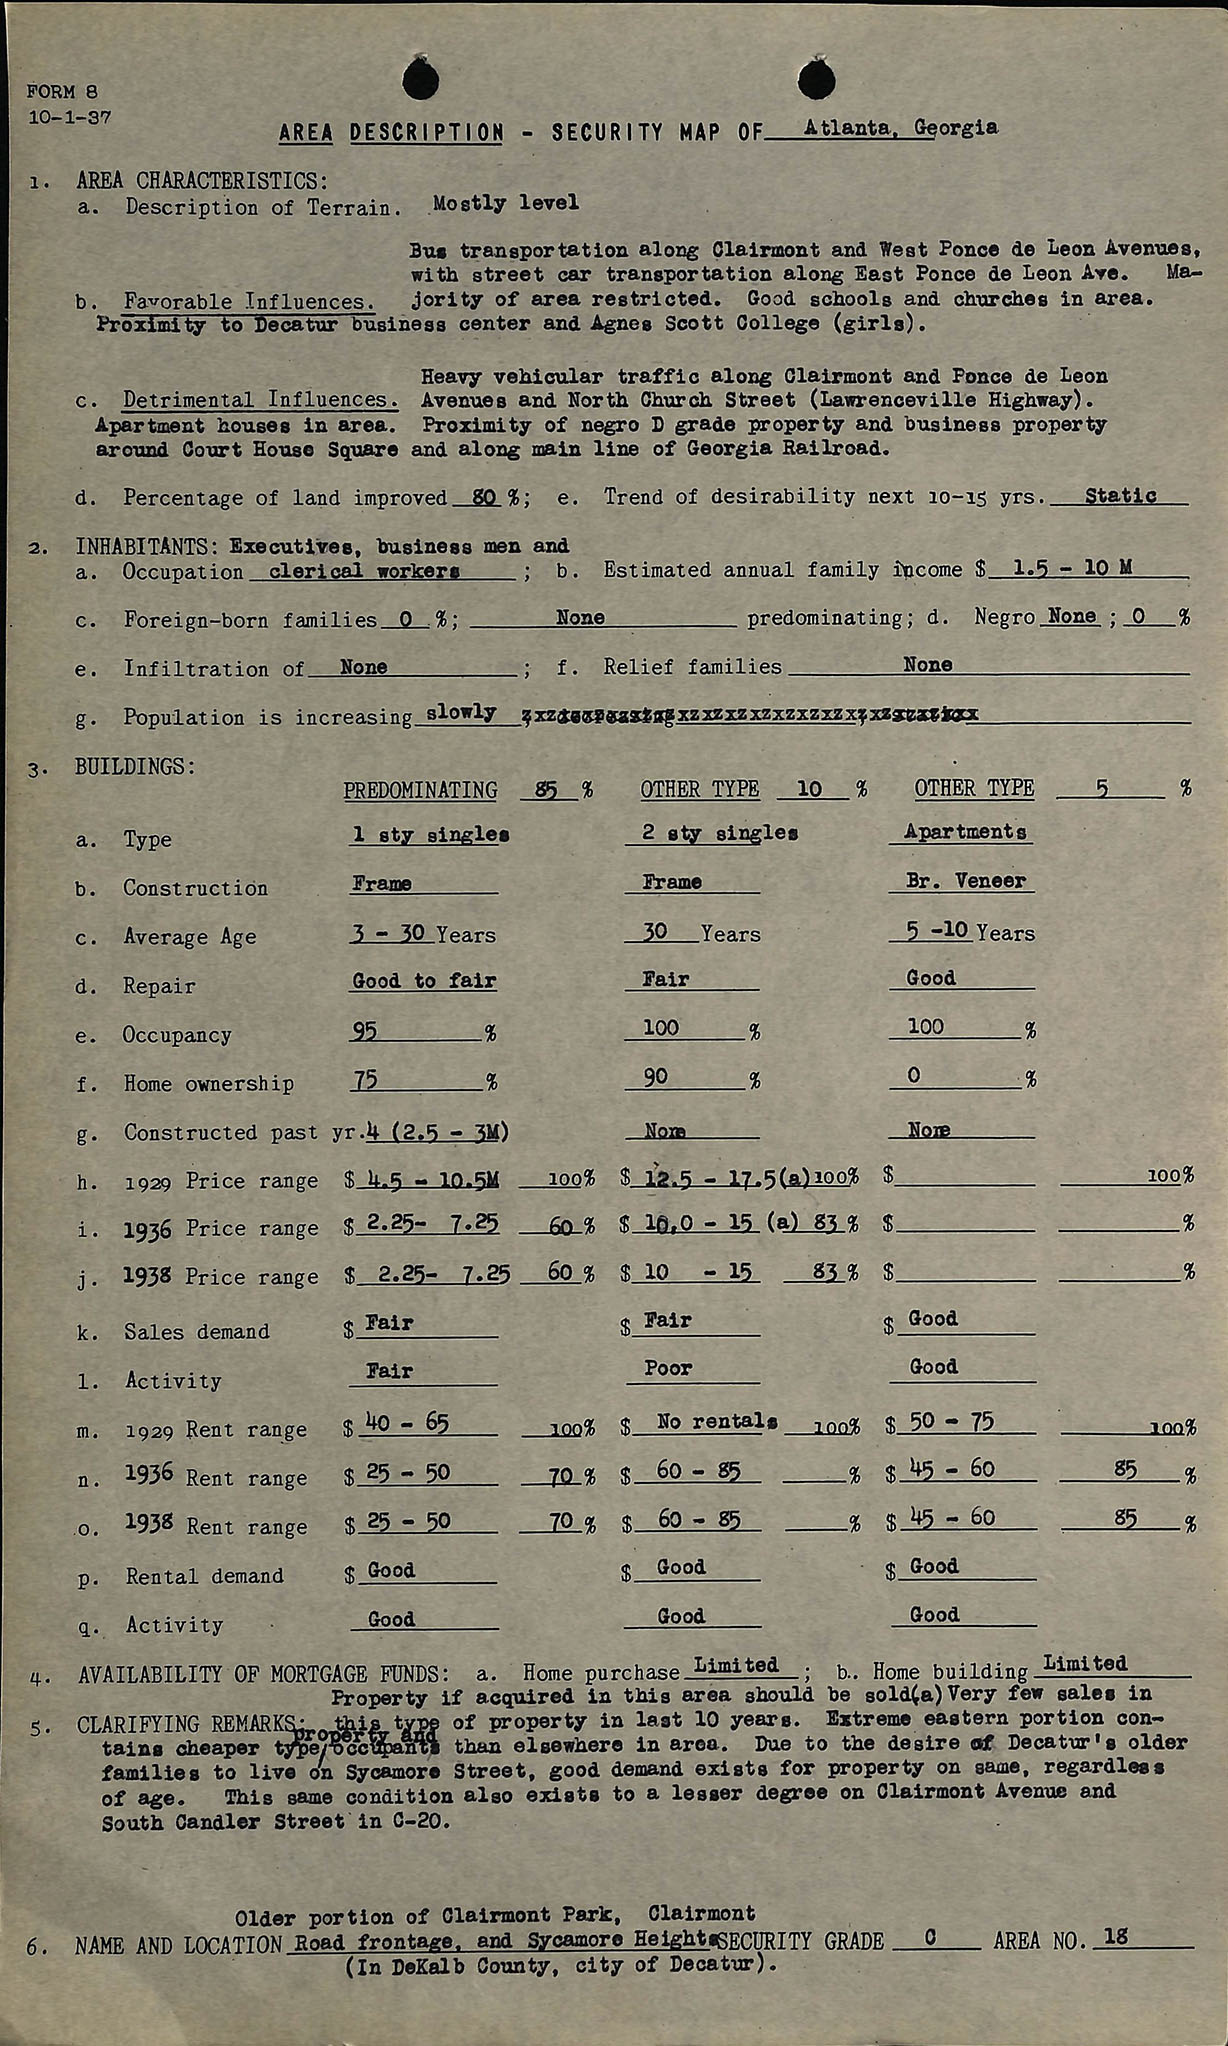 FORM 8
10-1-37
AREA DESCRIPTION - SECURITY MAP OF Atlanta, Georgia
1. AREA CHARACTERISTICS:
a. Description of Terrain. Mostly level
Bus transportation along Clairmont and West Ponce de Leon Avenues,
with street car transportation along East Ponce de Leon Ave. Ma-
b. Favorable Influences. jority of area restricted. Good schools and churches in area.
Proximity to Decatur business center and Agnes Scott College (girls).
Heavy vehicular traffic along Clairmont and Ponce de Leon
c. Detrimental Influences. Avenues and North Church Street (Lawrenceville Highway).
Apartment houses in area. Proximity of negro D grade property and business property
around Court House Square and along main line of Georgia Railroad.
d. Percentage of land improved 80 %; e. Trend of desirability next 10-15 yrs. Static
2. INHABITANTS: Executives, business men and
a. Occupation clerical workers ; b. Estimated annual family income $ 1.5 - 10 M
c. Foreign-born families 0 %; None predominating; d. Negro None ; 0 %
e. Infiltration of None ; f. Relief families None
g. Population is increasing slowly
3. BUILDINGS:
PREDOMINATING 85 % OTHER TYPE 10 % OTHER TYPE 5 %
a. Type 1 sty singles 2 sty singles Apartments
b. Construction Frame Frame Br. Veneer
c. Average Age 3 - 30 Years 30 Years 5 -10 Years
d. Repair Good to fair Fair Good
e. Occupancy 95 % 100 % 100 %
f. Home ownership 75 % 90 % 0 %
g. Constructed past yr. 4 (2.5 - 3M) None None
h. 1929 Price range $ 4.5 - 10.5M 100% $ 12.5 - 17.5(a) 100% $ 100%
i. 1936 Price range $ 2.25- 7.25 60 % $ 10.0 - 15 (a) 83 % $ %
j. 1938 Price range $ 2.25- 7.25 60 % $ 10 - 15 83 % $ %
k. Sales demand $ Fair $ Fair $ Good
l. Activity Fair Poor Good
m. 1929 Rent range $ 40 - 65 100% $ No rentals 100% $ 50 - 75 100%
n. 1936 Rent range $ 25 - 50 70 % $ 60 - 85 % $ 45 - 60 85 %
o. 1938 Rent range $ 25 - 50 70 % $ 60 - 85 % $ 45 - 60 85 %
p. Rental demand $ Good $ Good $ Good
q. Activity Good Good Good
4. AVAILABILITY OF MORTGAGE FUNDS: a. Home purchase Limited ; b. Home building Limited
Property if acquired in this area should be sold(a) Very few sales in
5. CLARIFYING REMARKS: this type of property in last 10 years. Extreme eastern portion con-
property and
tains cheaper type/occupants than elsewhere in area. Due to the desire of Decatur's older
families to live on Sycamore Street, good demand exists for property on same, regardless
of age. This same condition also exists to a lesser degree on Clairmont Avenue and
South Candler Street in C-20.
Older portion of Clairmont Park, Clairmont
6. NAME AND LOCATION Road frontage, and Sycamore Heights SECURITY GRADE C AREA NO. 18
(In DeKalb County, city of Decatur).